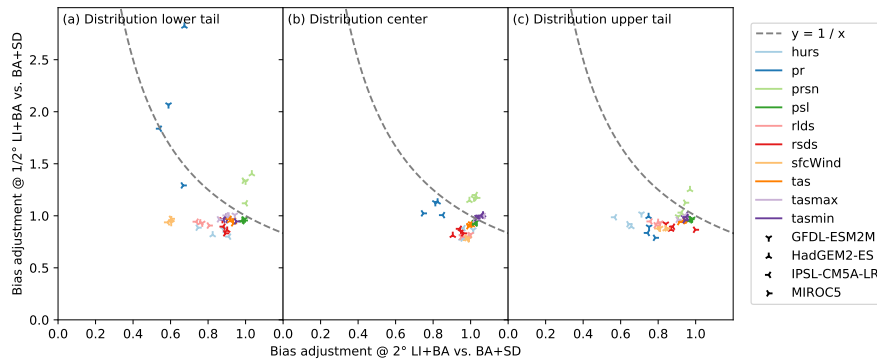 (a) Distribution lower tail
(b) Distribution center
(c) Distribution upper tail
2.5
2.0
1.5
1.0
0.5
0.0
Bias adjustment @ 1/2° LI+BA vs. BA+SD
0.0 0.2 0.4 0.6 0.8 1.0
0.0 0.2 0.4 0.6 0.8 1.0
0.0 0.2 0.4 0.6 0.8 1.0
Bias adjustment @ 2° LI+BA vs. BA+SD
y = 1 / x
hurs
pr
prsn
psl
rlds
rsds
sfcWind
tas
tasmax
tasmin
GFDL-ESM2M
HadGEM2-ES
IPSL-CM5A-LR
MIROC5